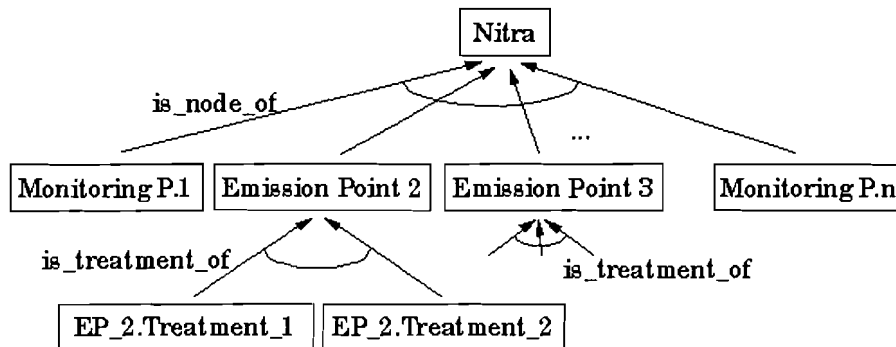 Nitra
is_node_of
...
Monitoring P.1
Emission Point 2
Emission Point 3
Monitoring P.n
is_treatment_of
is_treatment_of
EP_2.Treatment_1
EP_2.Treatment_2